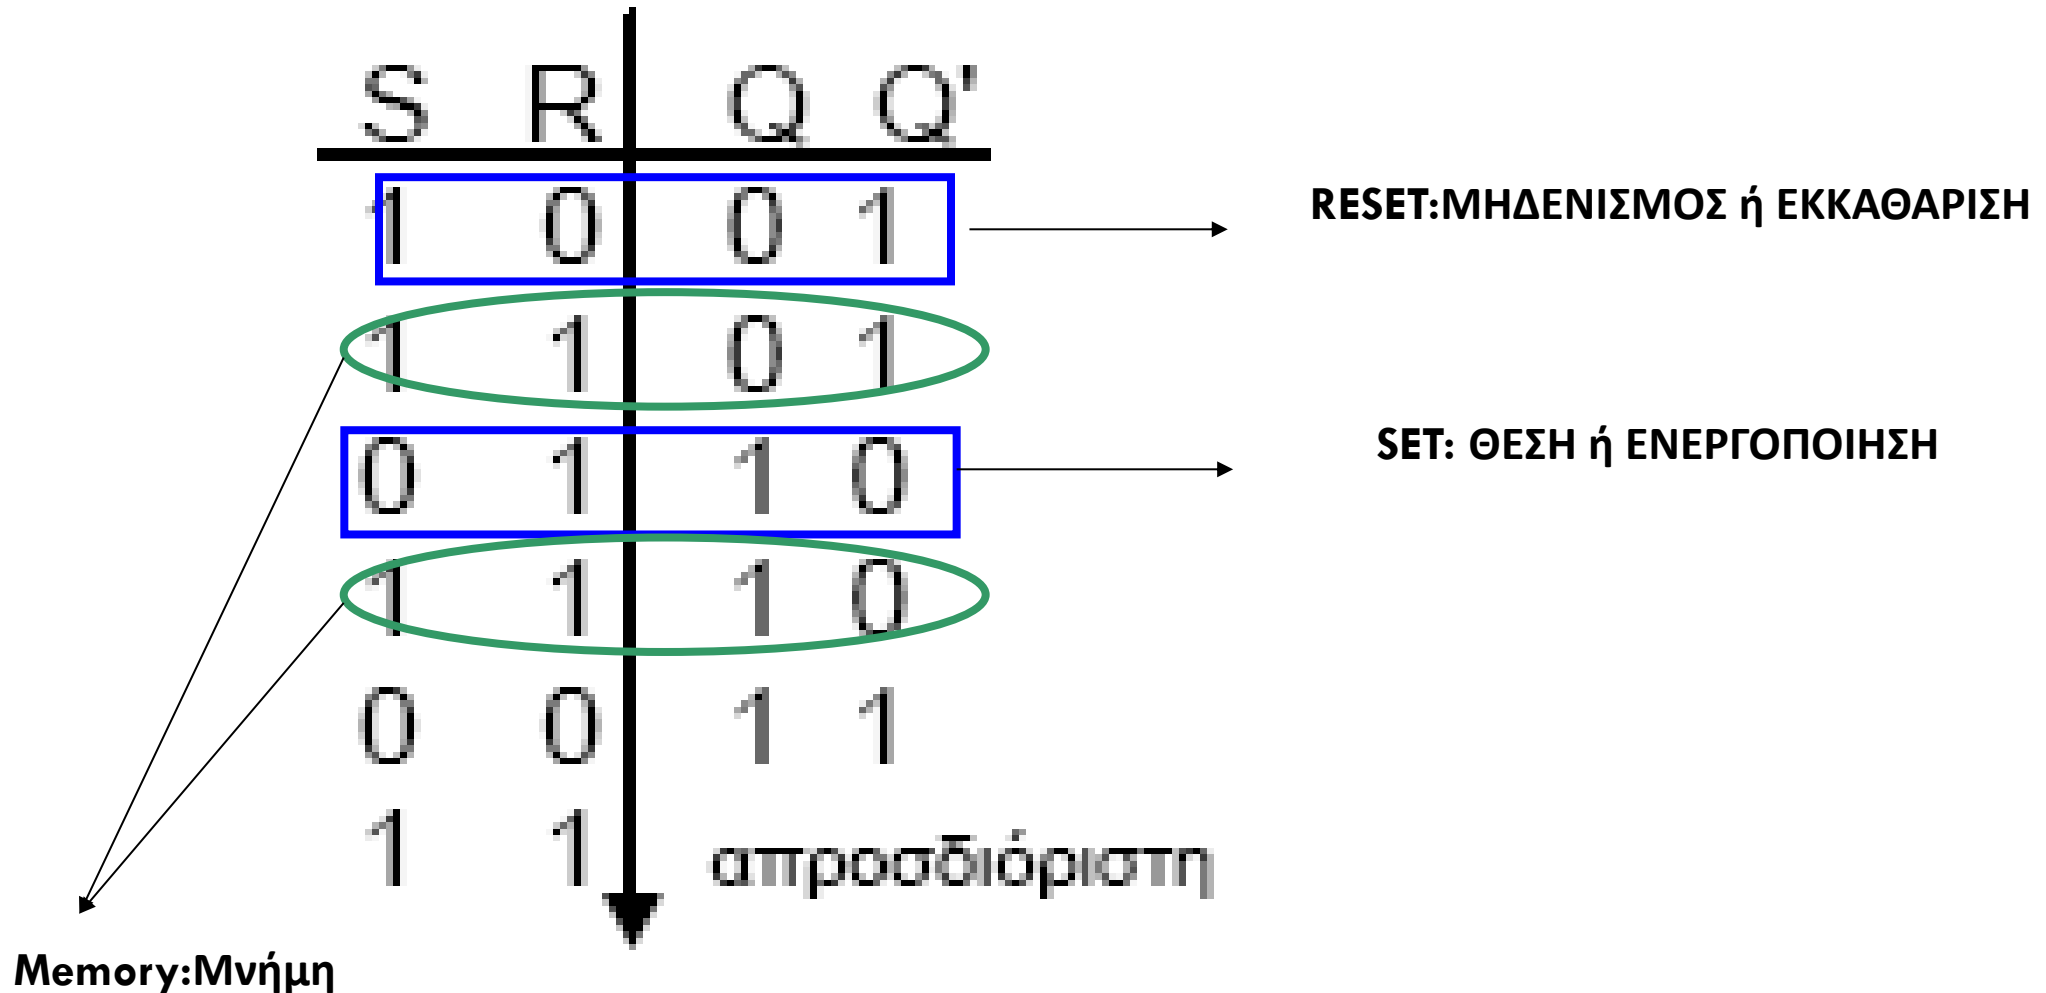 S R Q Q'
1 0 0 1
RESET:ΜΗΔΕΝΙΣΜΟΣ ή ΕΚΚΑΘΑΡΙΣΗ
1 1 0 1
0 1 1 0
SET: ΘΕΣΗ ή ΕΝΕΡΓΟΠΟΙΗΣΗ
1 1 1 0
0 0 1 1
1 1 απροσδιόριστη
Memory:Μνήμη